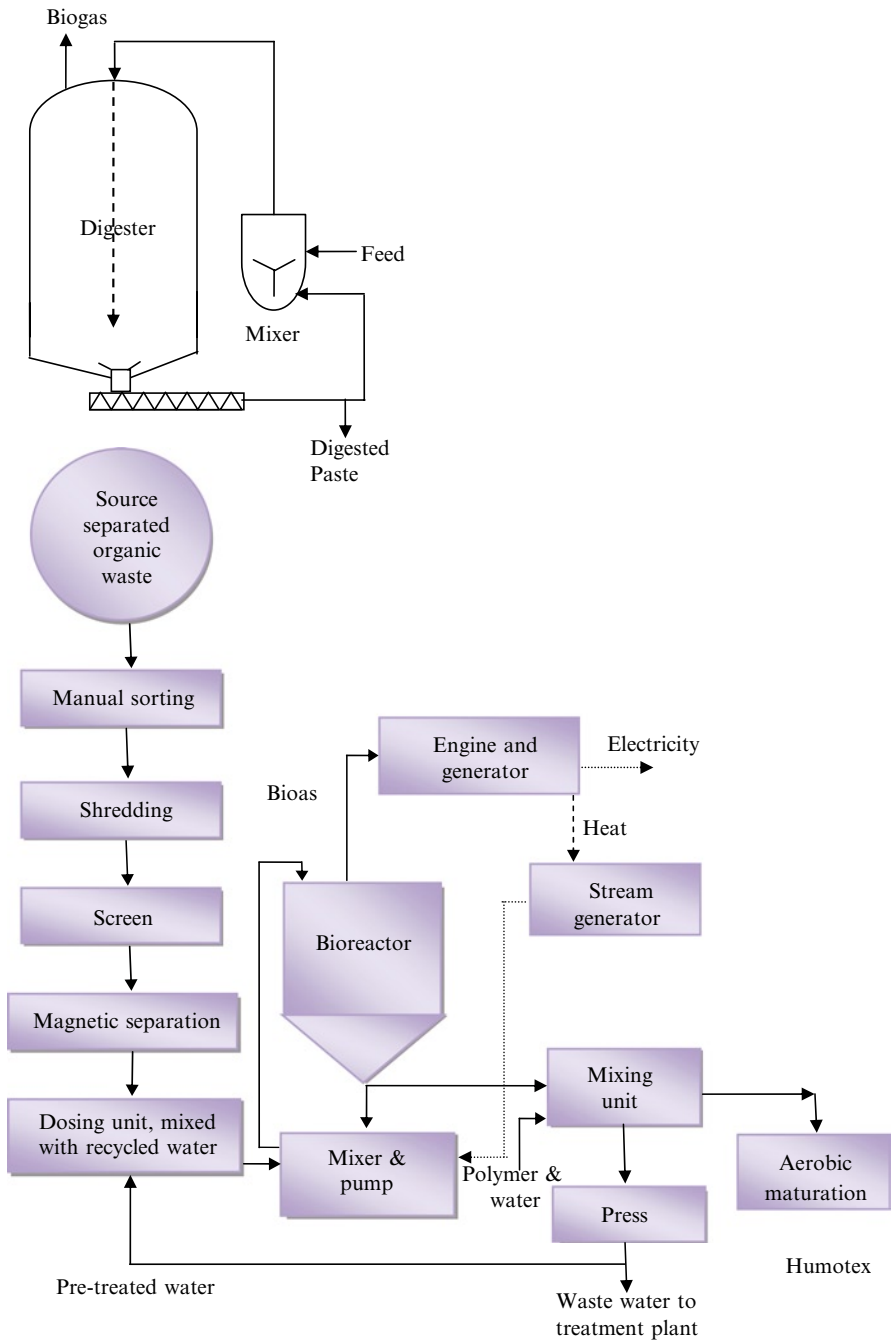 Biogas
Digester
Feed
Mixer
Digested
Paste
Source
separated
organic
waste
Manual sorting
Shredding
Screen
Magnetic separation
Dosing unit, mixed
with recycled water
Pre-treated water
Bioas
Engine and
generator
Electricity
Heat
Stream
generator
Bioreactor
Mixer &
pump
Polymer &
water
Mixing
unit
Press
Aerobic
maturation
Humotex
Waste water to
treatment plant